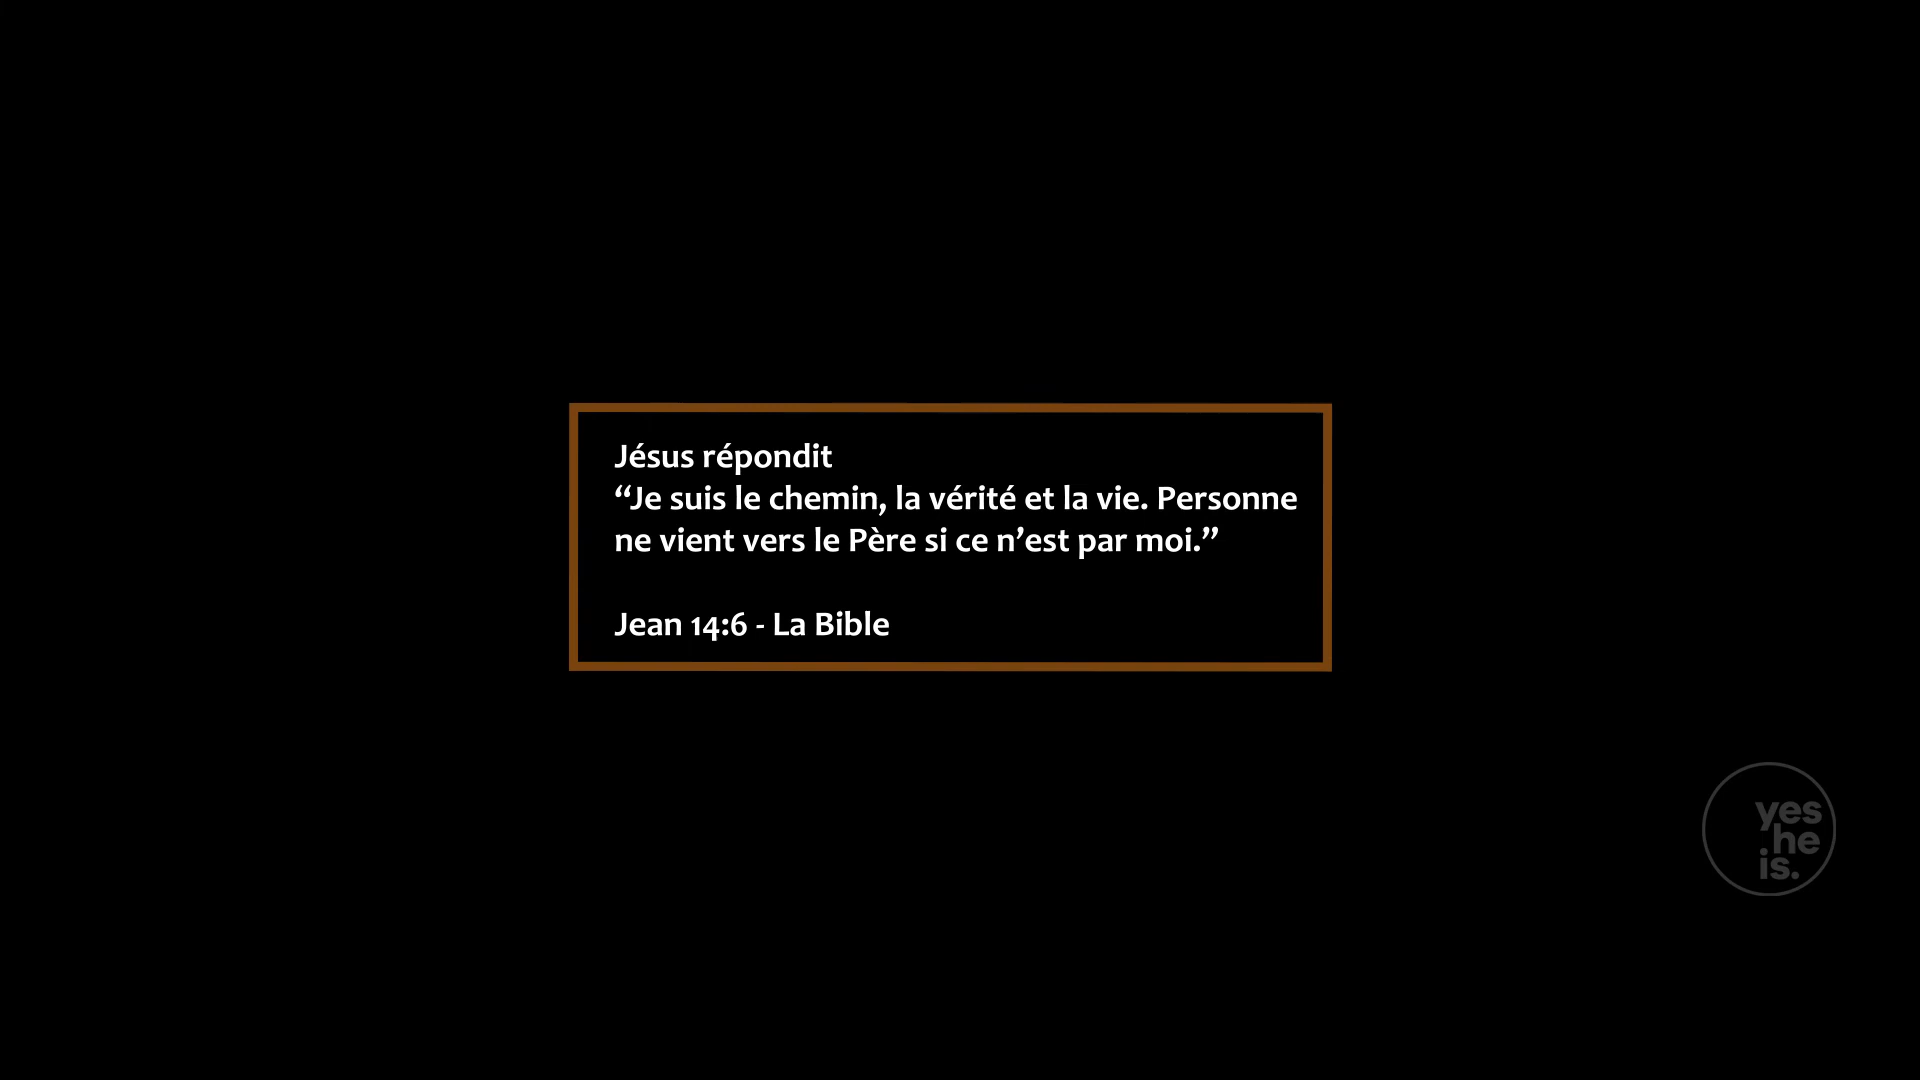 Jésus répondit
“Je suis le chemin, la vérité et la vie. Personne
ne vient vers le Père si ce n’est par moi.”
Jean 14:6 - La Bible
yes
he
is.